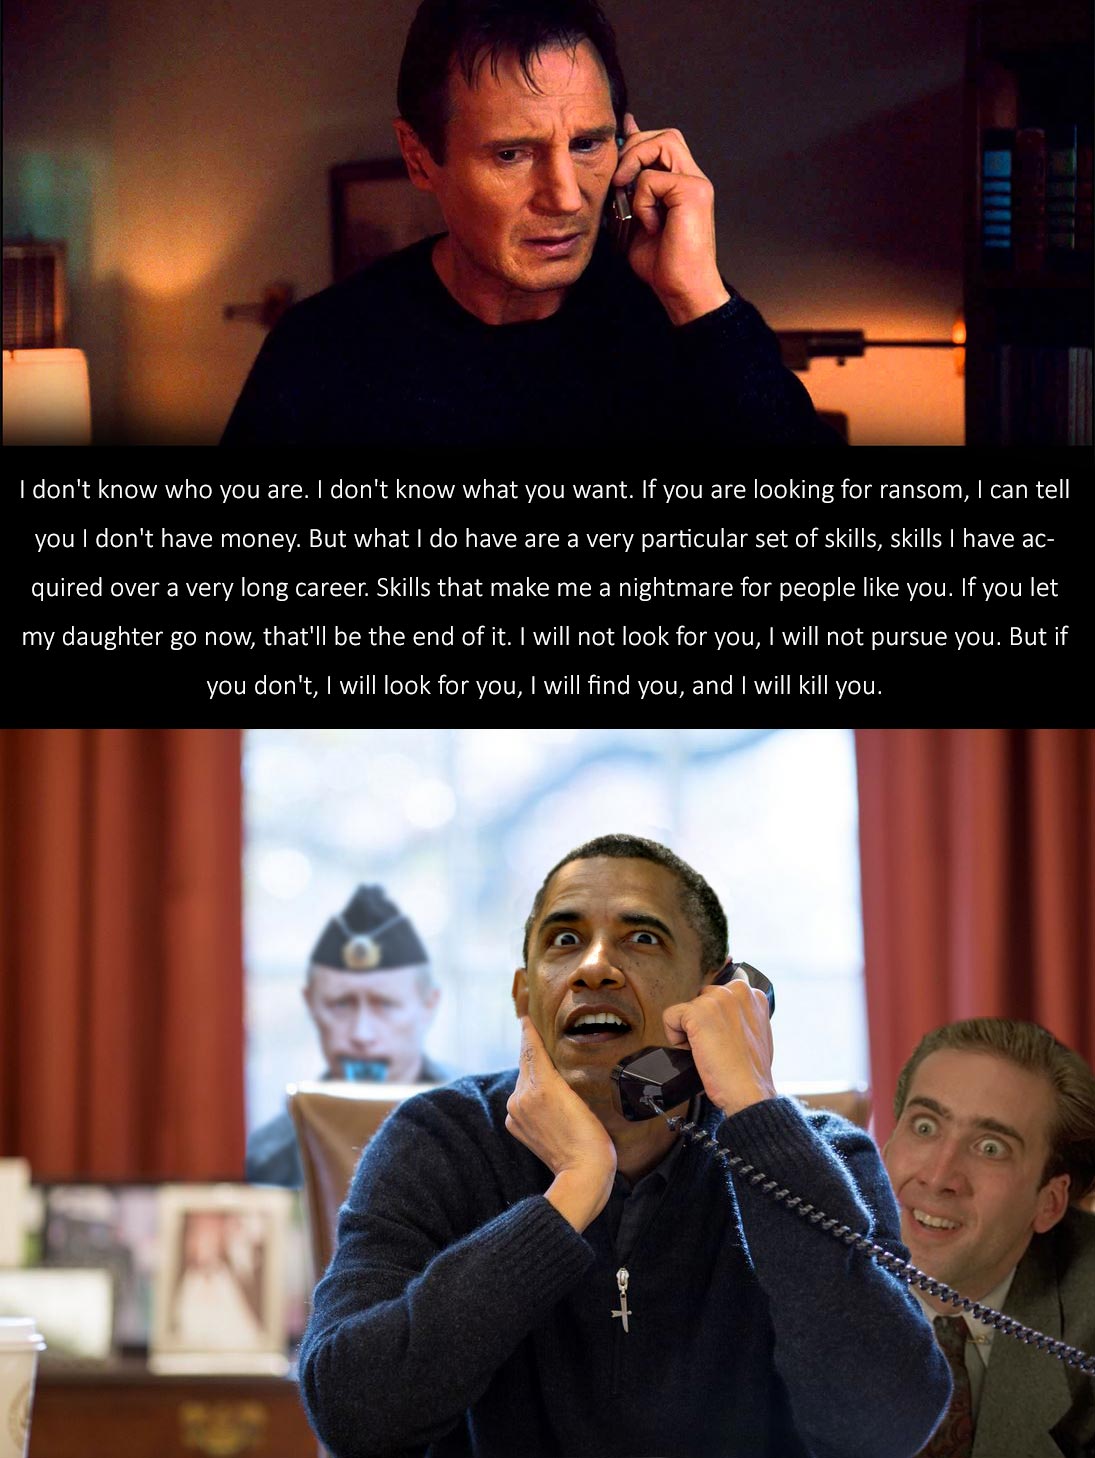 I don't know who you are. I don't know what you want. If you are looking for ransom, I can tell
you I don't have money. But what I do have are a very particular set of skills, skills I have ac-
quired over a very long career. Skills that make me a nightmare for people like you. If you let
my daughter go now, that'll be the end of it. I will not look for you, I will not pursue you. But if
you don't, I will look for you, I will find you, and I will kill you.